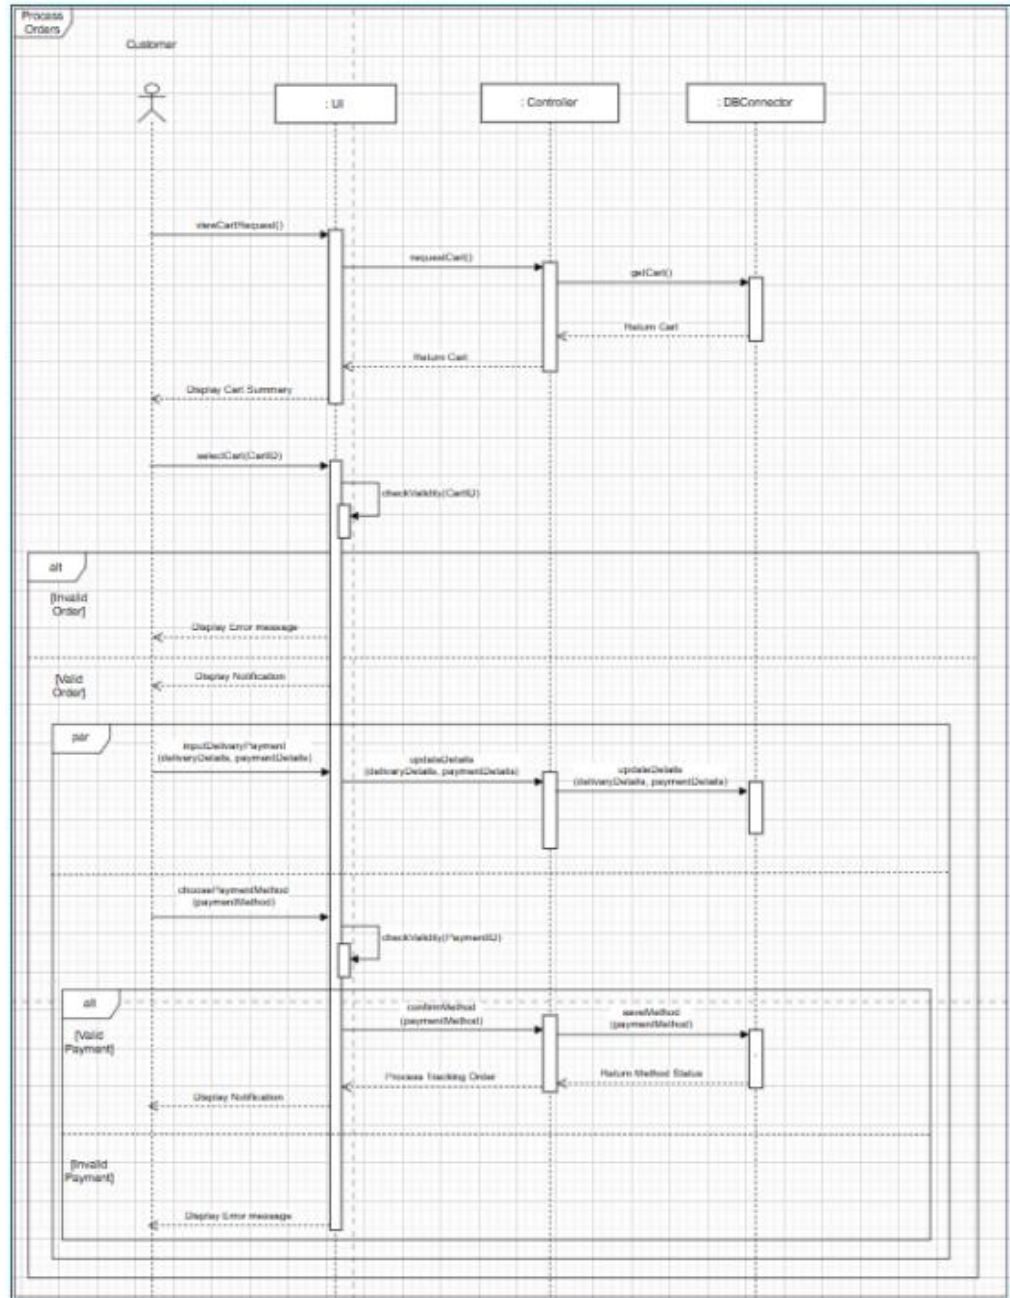 Process
Orders
Customer
: UI
: Controller
: DBConnector
viewCartRequest()
requestCart()
getCart()
Return Cart
Return Cart
Display Cart Summary
selectCart(CartID)
checkValidity(CartID)
alt
[Invalid
Order]
Display Error message
[Valid
Order]
Display Notification
par
inputDeliveryPayment
(deliveryDetails, paymentDetails)
updateDetails
(deliveryDetails, paymentDetails)
updateDetails
(deliveryDetails, paymentDetails)
choosePaymentMethod
(paymentMethod)
checkValidity(PaymentID)
alt
[Valid
Payment]
confirmMethod
(paymentMethod)
saveMethod
(paymentMethod)
Return Method Status
Process Tracking Order
Display Notification
[Invalid
Payment]
Display Error message